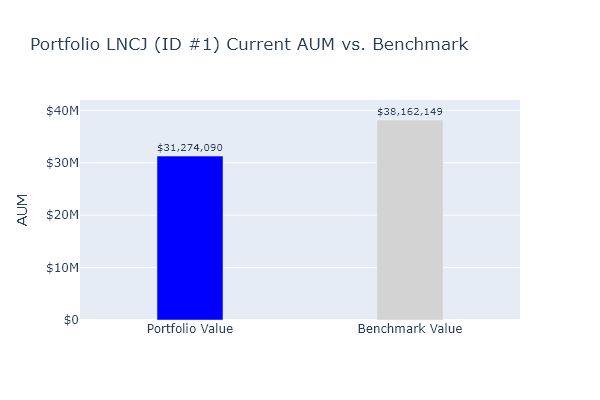 Portfolio LNCJ (ID #1) Current AUM vs. Benchmark
$40M
$30M
$20M
$10M
$0
AUM
$31,274,090
$38,162,149
Portfolio Value
Benchmark Value